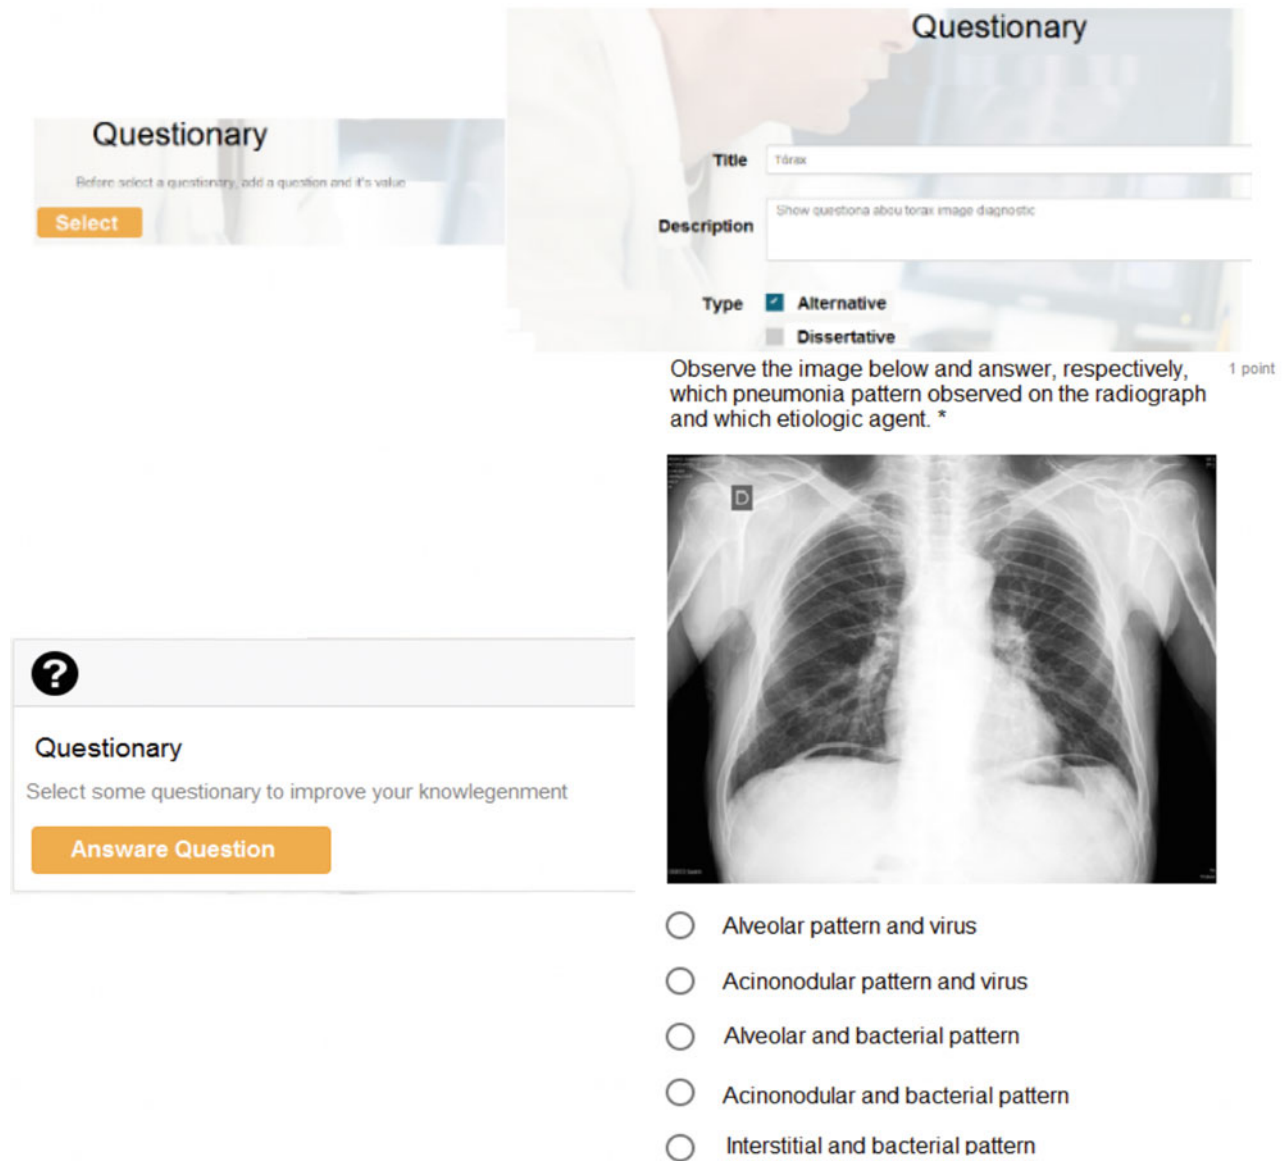 Questionary
Before select a questionary, add a question and it's value
Select
Questionary
Title
Tórax
Description
Show questiona abou torax image diagnostic
Type
Alternative
Dissertative
Observe the image below and answer, respectively,
1 point
which pneumonia pattern observed on the radiograph
and which etiologic agent. *
D
Questionary
Select some questionary to improve your knowlegenment
Answare Question
Alveolar pattern and virus
Acinonodular pattern and virus
Alveolar and bacterial pattern
Acinonodular and bacterial pattern
Interstitial and bacterial pattern